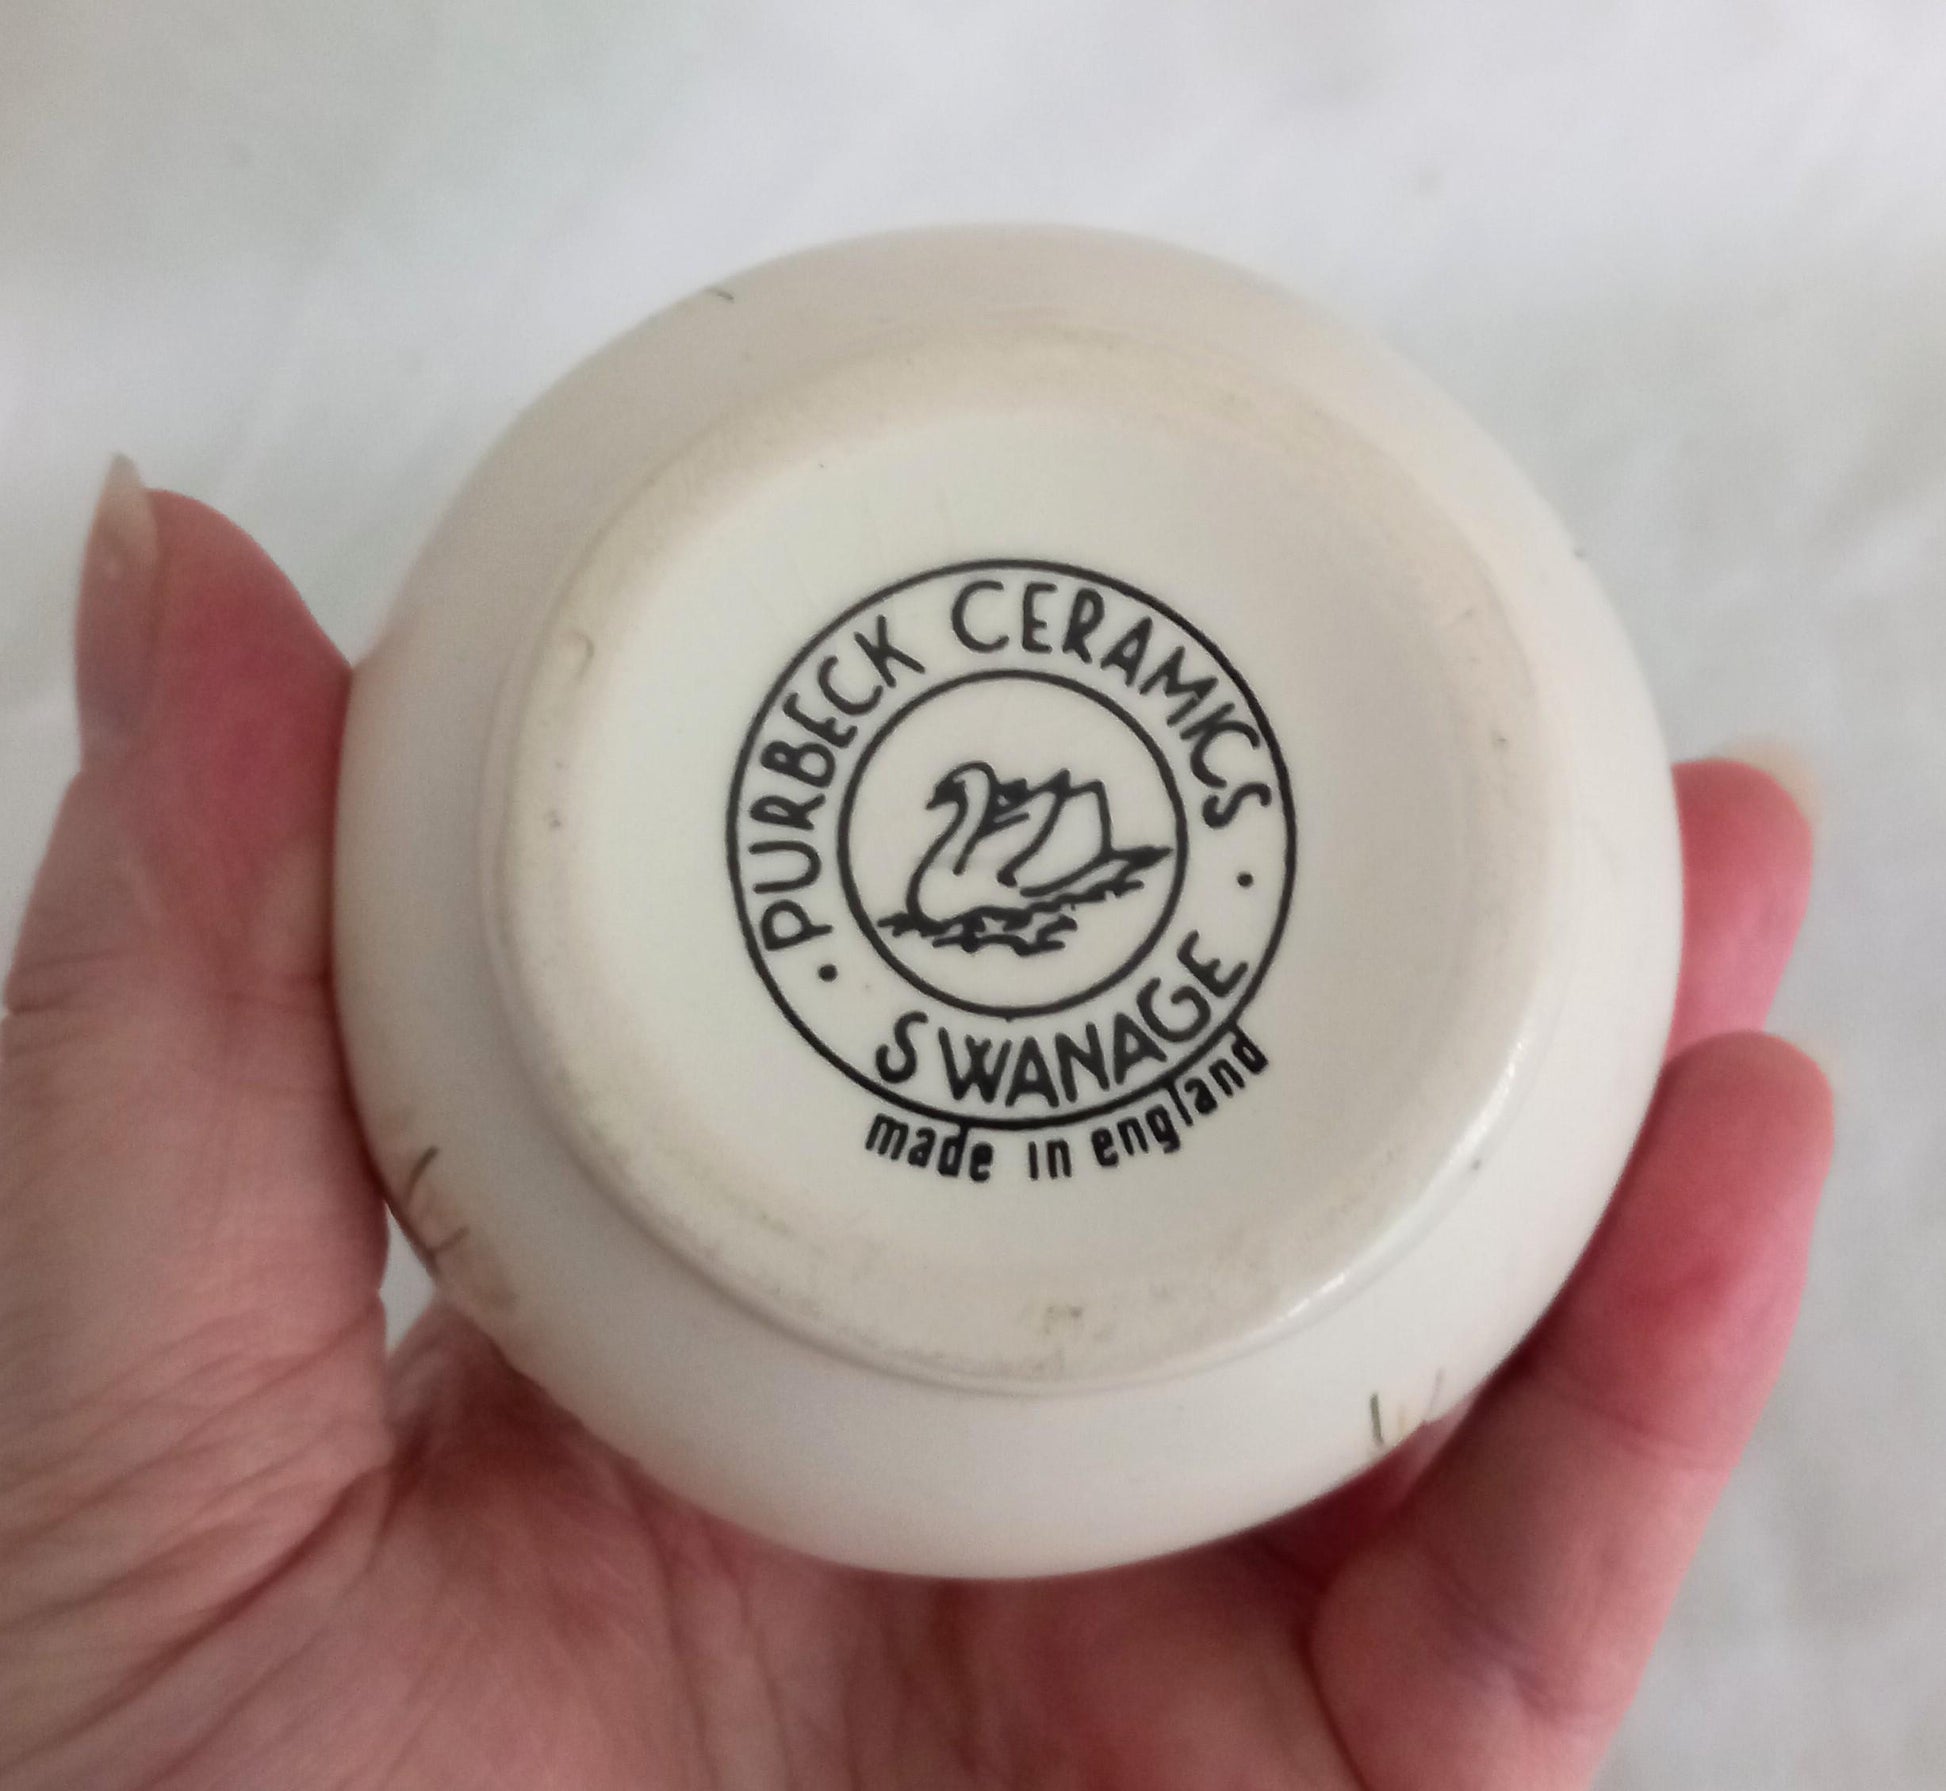 PURBECK CERAMICS
· SWANAGE ·
made in england